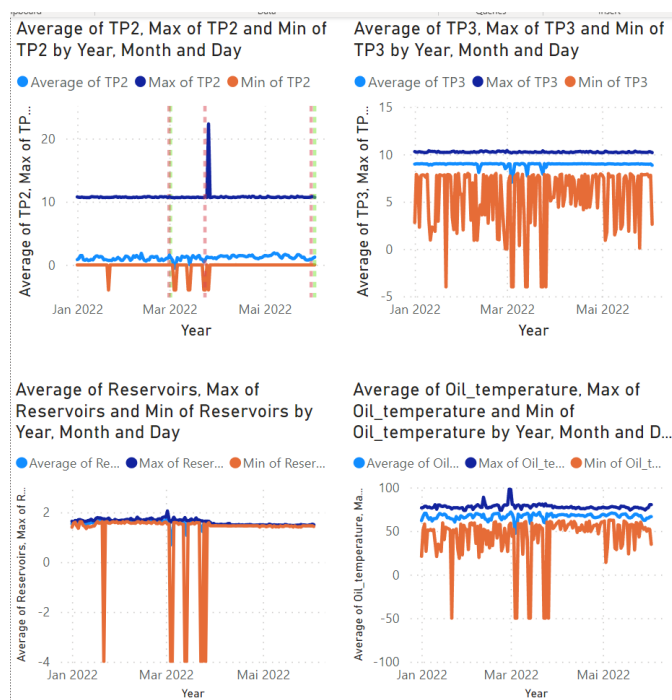 Data
Queries
Insert
Average of TP2, Max of TP2 and Min of
TP2 by Year, Month and Day
Average of TP2 Max of TP2 Min of TP2
Average of TP2, Max of TP...
20
10
0
Jan 2022 Mar 2022 Mai 2022
Year
Average of TP3, Max of TP3 and Min of
TP3 by Year, Month and Day
Average of TP3 Max of TP3 Min of TP3
Average of TP3, Max of TP...
15
10
5
0
-5
Jan 2022 Mar 2022 Mai 2022
Year
Average of Reservoirs, Max of
Reservoirs and Min of Reservoirs by
Year, Month and Day
Average of Re... Max of Reser... Min of Reser...
Average of Reservoirs, Max of R...
2
0
-2
-4
Jan 2022 Mar 2022 Mai 2022
Year
Average of Oil_temperature, Max of
Oil_temperature and Min of
Oil_temperature by Year, Month and D...
Average of Oil... Max of Oil_te... Min of Oil_t...
Average of Oil_temperature, Ma...
100
50
0
-50
-100
Jan 2022 Mar 2022 Mai 2022
Year